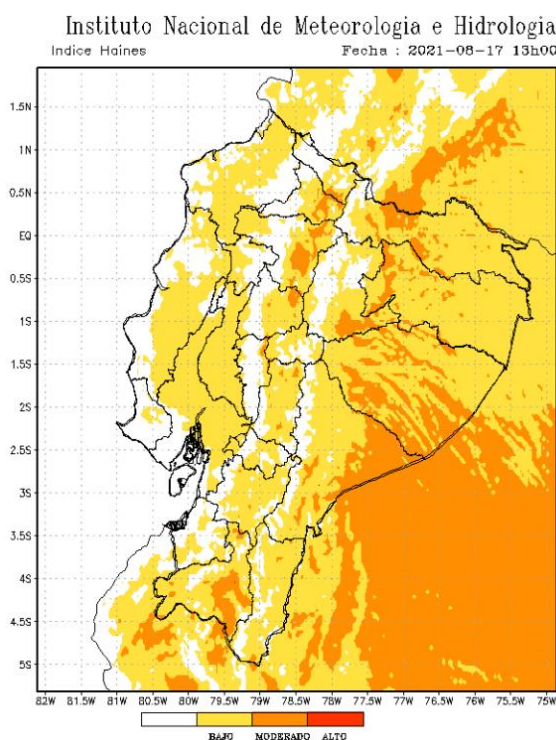 Instituto Nacional de Meteorologia e Hidrologia
Indice Haines Fecha : 2021-08-17 13h00
1.5N
1N
0.5N
EQ
0.5S
1S
1.5S
2S
2.5S
3S
3.5S
4S
4.5S
5S
82W 81.5W 81W 80.5W 80W 79.5W 79W 78.5W 78W 77.5W 77W 76.5W 76W 75.5W 75W
BAJO MODERADO ALTO